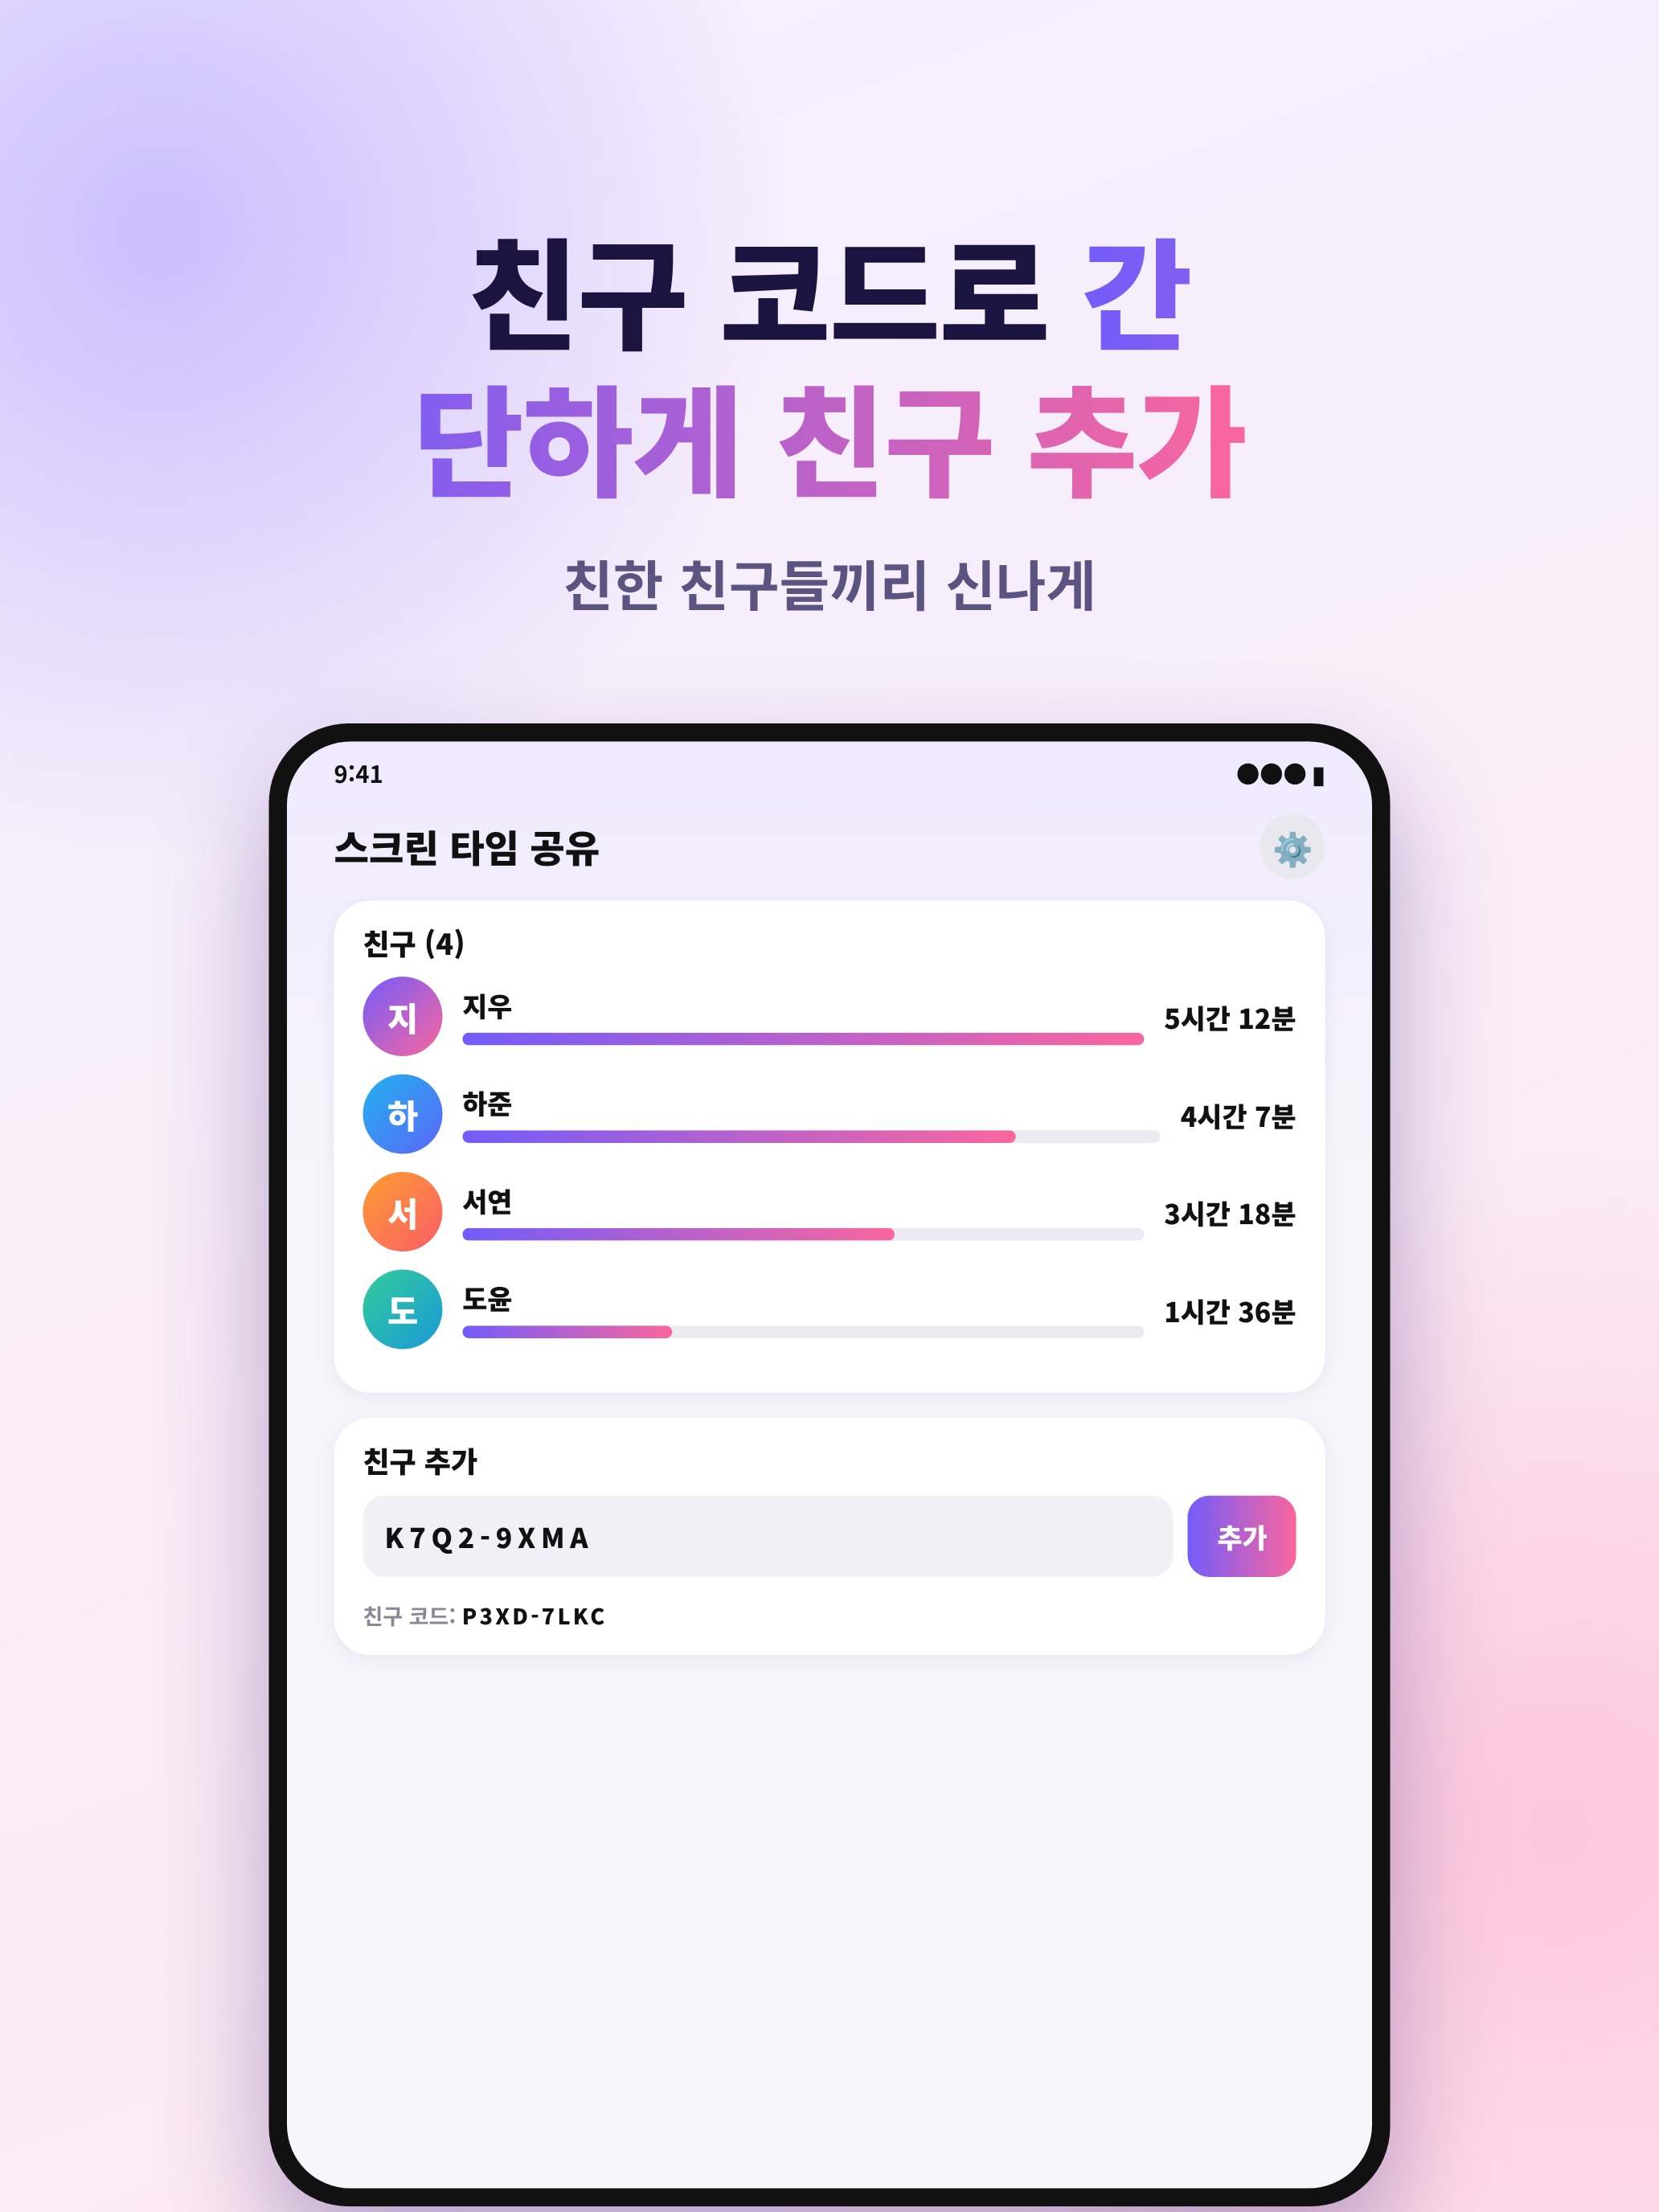 친구 코드로 간
단하게 친구 추가
친한 친구들끼리 신나게
9:41
스크린 타임 공유
친구 (4)
지
지우
5시간 12분
하
하준
4시간 7분
서
서연
3시간 18분
도
도윤
1시간 36분
친구 추가
K7Q2-9XMA
추가
친구 코드: P3XD-7LKC